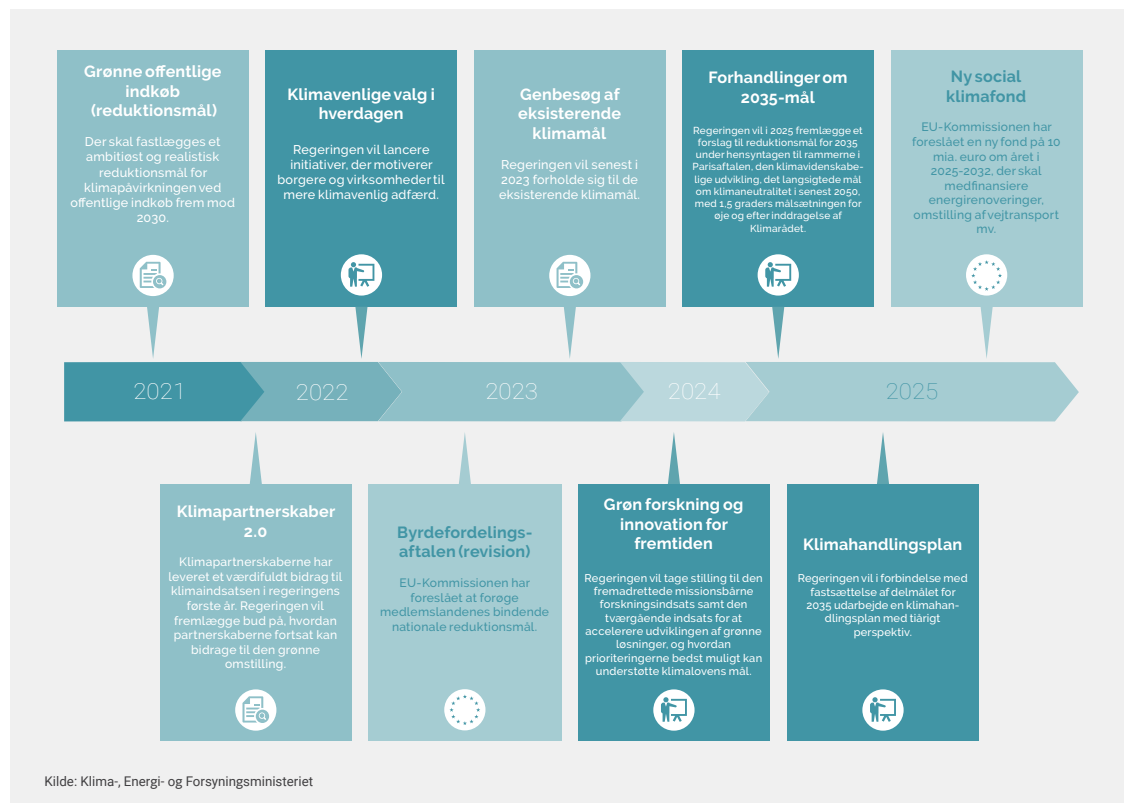 Grønne offentlige
indkøb
(reduktionsmål)
Der skal fastlægges et
ambitiøst og realistisk
reduktionsmål for
klimapåvirkningen ved
offentlige indkøb frem mod
2030.
Klimavenlige valg i
hverdagen
Regeringen vil lancere
initiativer, der motiverer
borgere og virksomheder til
mere klimavenlig adfærd.
Genbesøg af
eksisterende
klimamål
Regeringen vil senest i
2023 forholde sig til de
eksisterende klimamål.
Forhandlinger om
2035-mål
Regeringen vil i 2025 fremlægge et
forslag til reduktionsmål for 2035
under hensyntagen til rammerne i
Parisaftalen, den klimavidenskabe-
lige udvikling, det langsigtede mål
om klimaneutralitet i senest 2050,
med 1,5 graders målsætningen for
øje og efter inddragelse af
Klimarådet.
Ny social
klimafond
EU-Kommissionen har
foreslået en ny fond på 10
mia. euro om året i
2025-2032, der skal
medfinansiere
energirenoveringer,
omstilling af vejtransport
mv.
2021
2022
2023
2024
2025
Klimapartnerskaber
2.0
Klimapartnerskaberne har
leveret et værdifuldt bidrag til
klimaindsatsen i regeringens
første år. Regeringen vil
fremlægge bud på, hvordan
partnerskaberne fortsat kan
bidrage til den grønne
omstilling.
Byrdefordelings-
aftalen (revision)
EU-Kommissionen har
foreslået at forøge
medlemslandenes bindende
nationale reduktionsmål.
Grøn forskning og
innovation for
fremtiden
Regeringen vil tage stilling til den
fremadrettede missionsbårne
forskningsindsats samt den
tværgående indsats for at
accelerere udviklingen af grønne
løsninger, og hvordan
prioriteringerne bedst muligt kan
understøtte klimalovens mål.
Klimahandlingsplan
Regeringen vil i forbindelse med
fastsættelse af delmålet for
2035 udarbejde en klimahan-
dlingsplan med tiårigt
perspektiv.
Kilde: Klima-, Energi- og Forsyningsministeriet